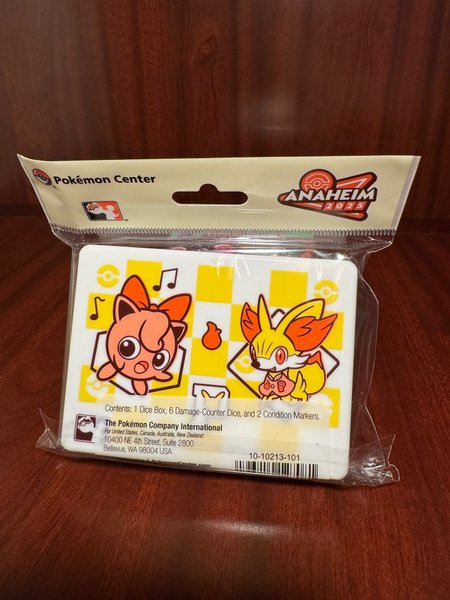 Pokémon Center
ANAHEIM
2025
Contents: 1 Dice Box, 6 Damage-Counter Dice, and 2 Condition Markers.
The Pokémon Company International
For United States, Canada, Australia, New Zealand
10400 NE 4th Street, Suite 2800
Bellevue, WA 98004 USA
PokemonCenter.com
10-10213-101